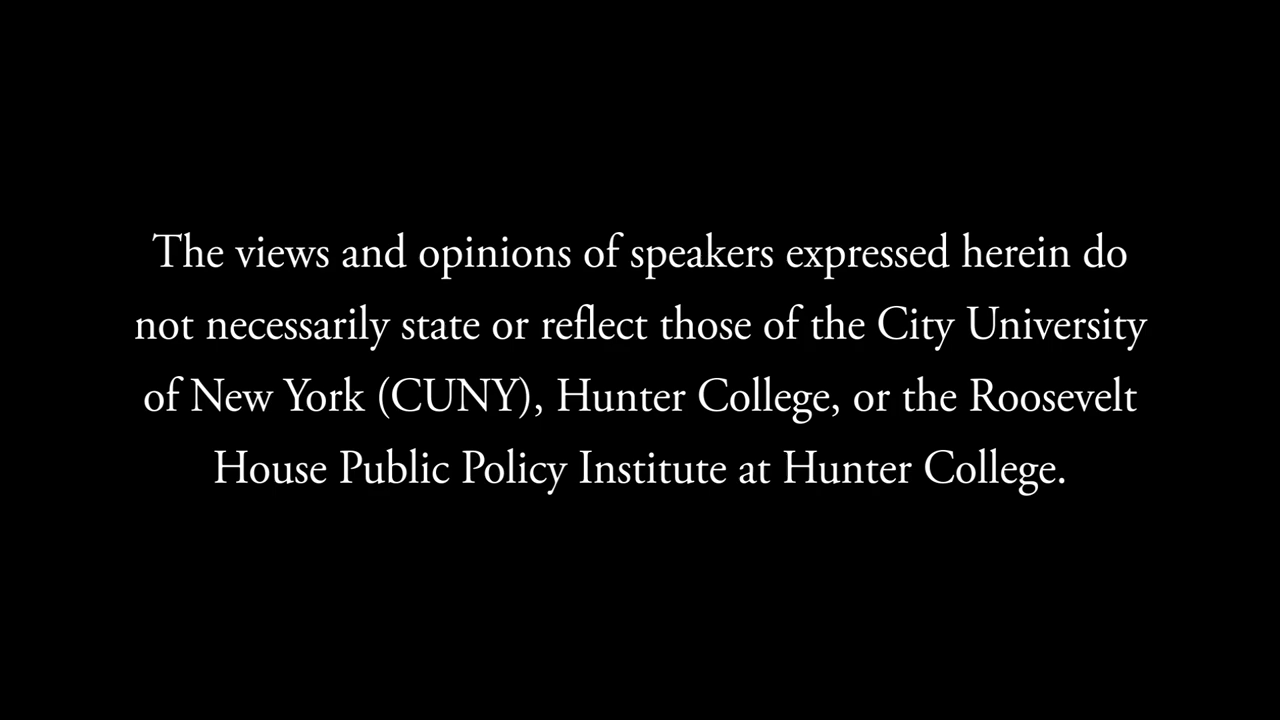 The views and opinions of speakers expressed herein do
not necessarily state or reflect those of the City University
of New York (CUNY), Hunter College, or the Roosevelt
House Public Policy Institute at Hunter College.